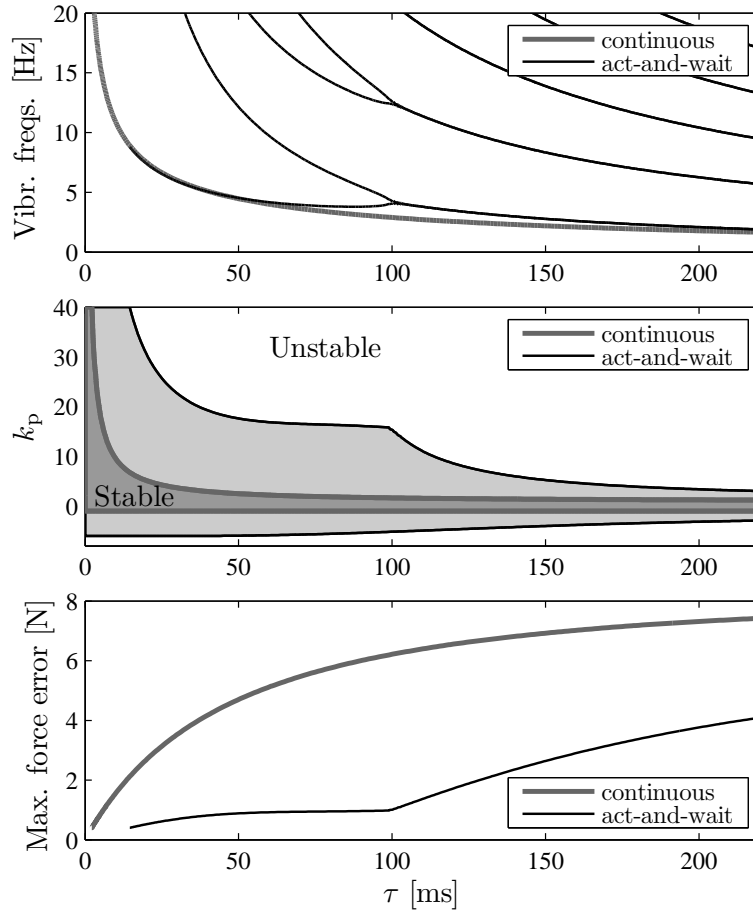 Vibr. freqs. [Hz]
20
15
10
5
0
continuous
act-and-wait
0
50
100
150
200
kp
40
30
20
10
0
Unstable
Stable
continuous
act-and-wait
0
50
100
150
200
Max. force error [N]
8
6
4
2
0
continuous
act-and-wait
0
50
100
150
200
τ [ms]